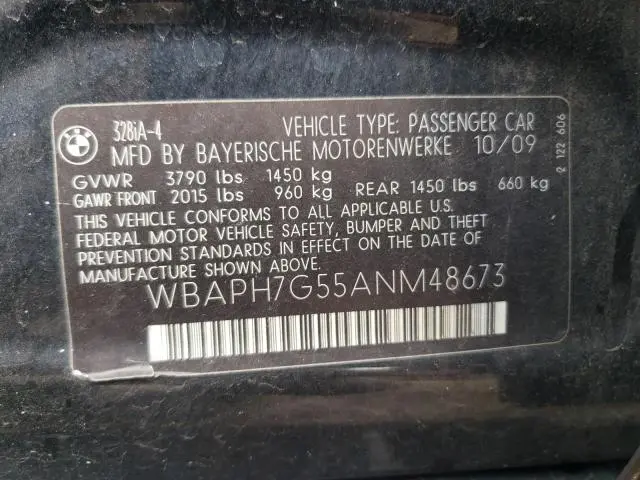 BMW
328iA-4 VEHICLE TYPE: PASSENGER CAR
MFD BY BAYERISCHE MOTORENWERKE 10/09
GVWR 3790 lbs 1450 kg
GAWR FRONT 2015 lbs 960 kg REAR 1450 lbs 660 kg
THIS VEHICLE CONFORMS TO ALL APPLICABLE U.S.
FEDERAL MOTOR VEHICLE SAFETY, BUMPER AND THEFT
PREVENTION STANDARDS IN EFFECT ON THE DATE OF
MANUFACTURE SHOWN ABOVE.
WBAPH7G55ANM48673
2 122 606